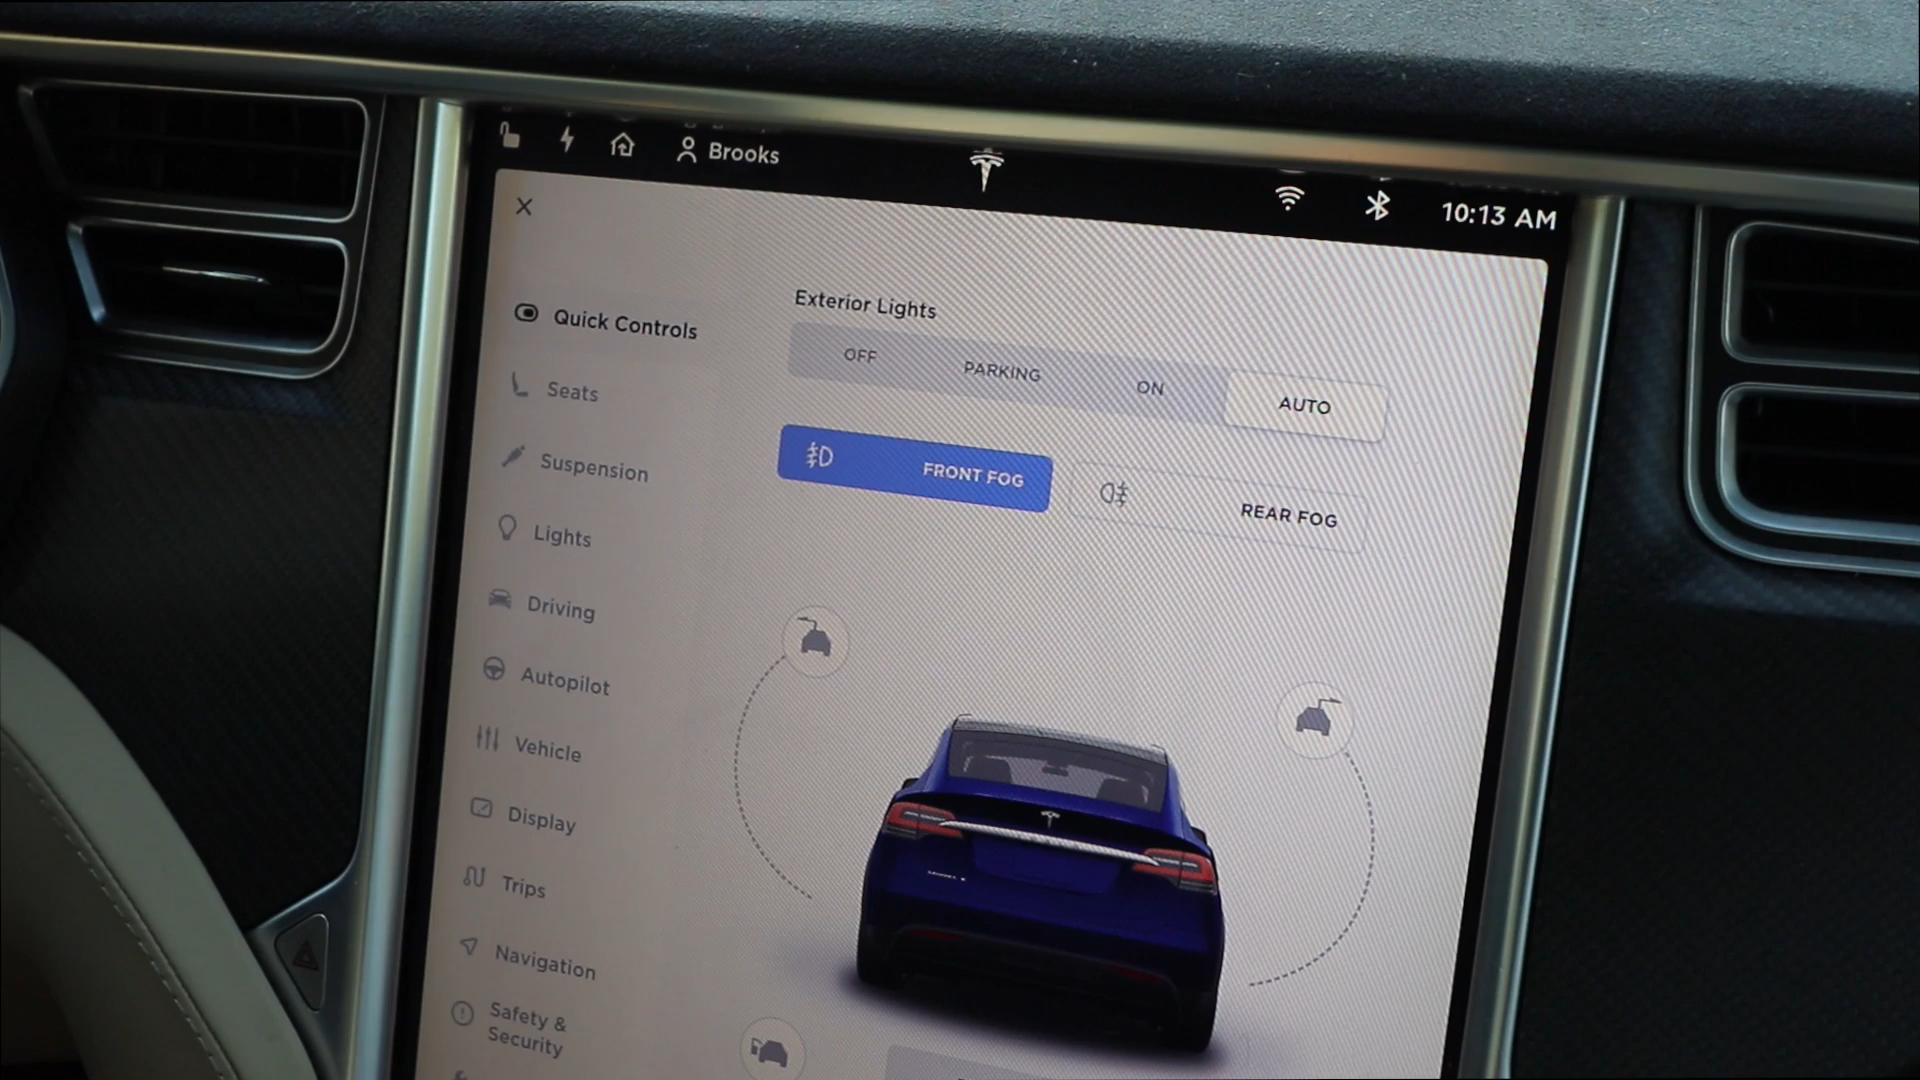 Brooks
10:13 AM
Exterior Lights
OFF PARKING ON AUTO
FRONT FOG REAR FOG
Quick Controls
Seats
Suspension
Lights
Driving
Autopilot
Vehicle
Display
Trips
Navigation
Safety &
Security